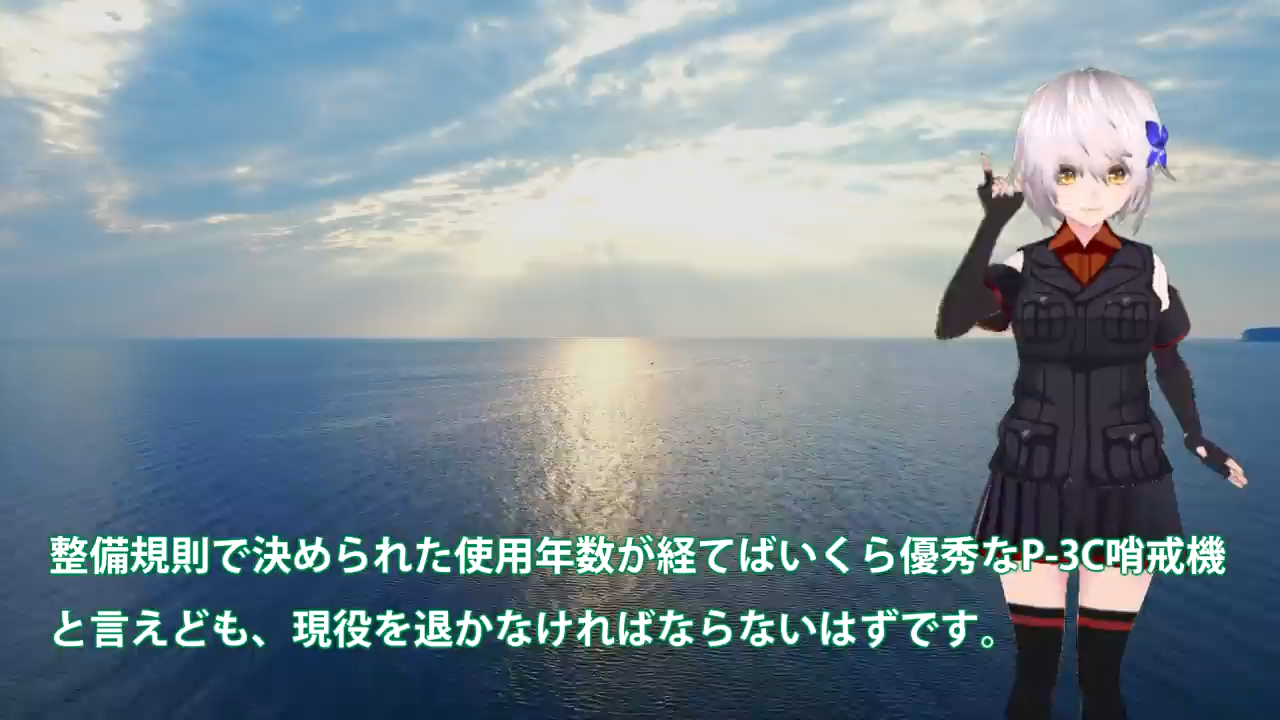 整備規則で決められた使用年数が経てばいくら優秀なP-3C哨戒機
と言えども、現役を退かなければならないはずです。